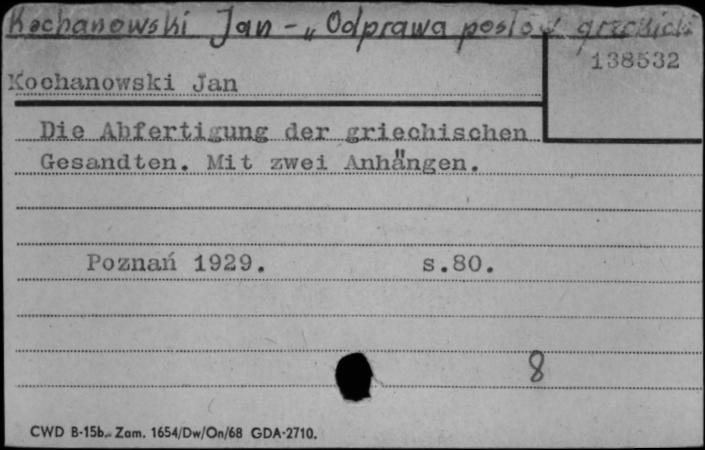 Kochanowski Jan - „Odprawa posłów greckich
138532
Kochanowski Jan
Die Abfertigung der griechischen
Gesandten. Mit zwei Anhängen.
Poznań 1929. s.80.
8
CWD B-15b. Zam. 1654/Dw/On/68 GDA-2710.